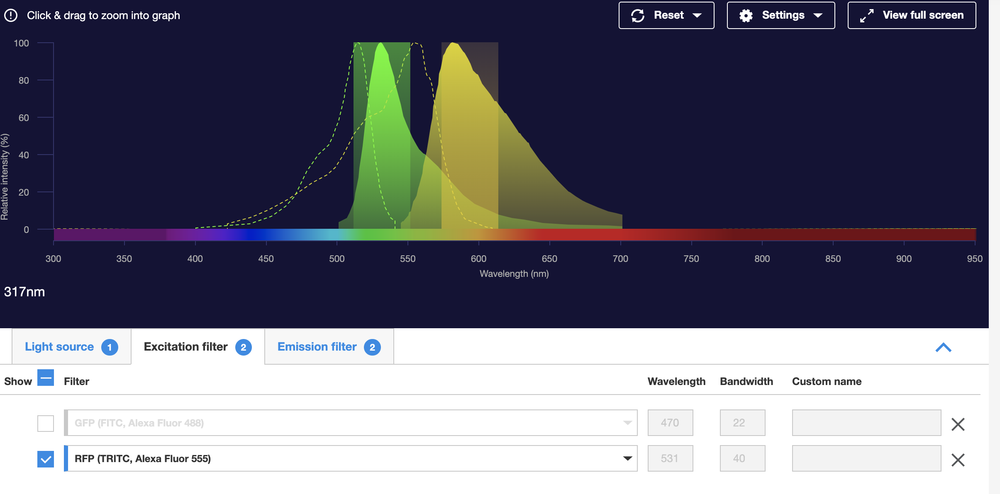 Click & drag to zoom into graph
Reset
Settings
View full screen
100
80
60
40
20
0
Relative intensity (%)
300 350 400 450 500 550 600 650 700 750 800 850 900 950
Wavelength (nm)
317nm
Light source 1
Excitation filter 2
Emission filter 2
Show Filter Wavelength Bandwidth Custom name
GFP (FITC, Alexa Fluor 488) 470 22
RFP (TRITC, Alexa Fluor 555) 531 40